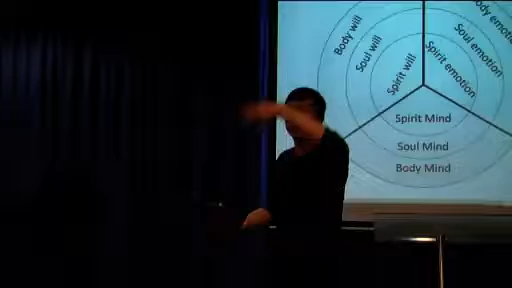 Body will
Soul will
Spirit will
Body emotion
Soul emotion
Spirit emotion
Spirit Mind
Soul Mind
Body Mind